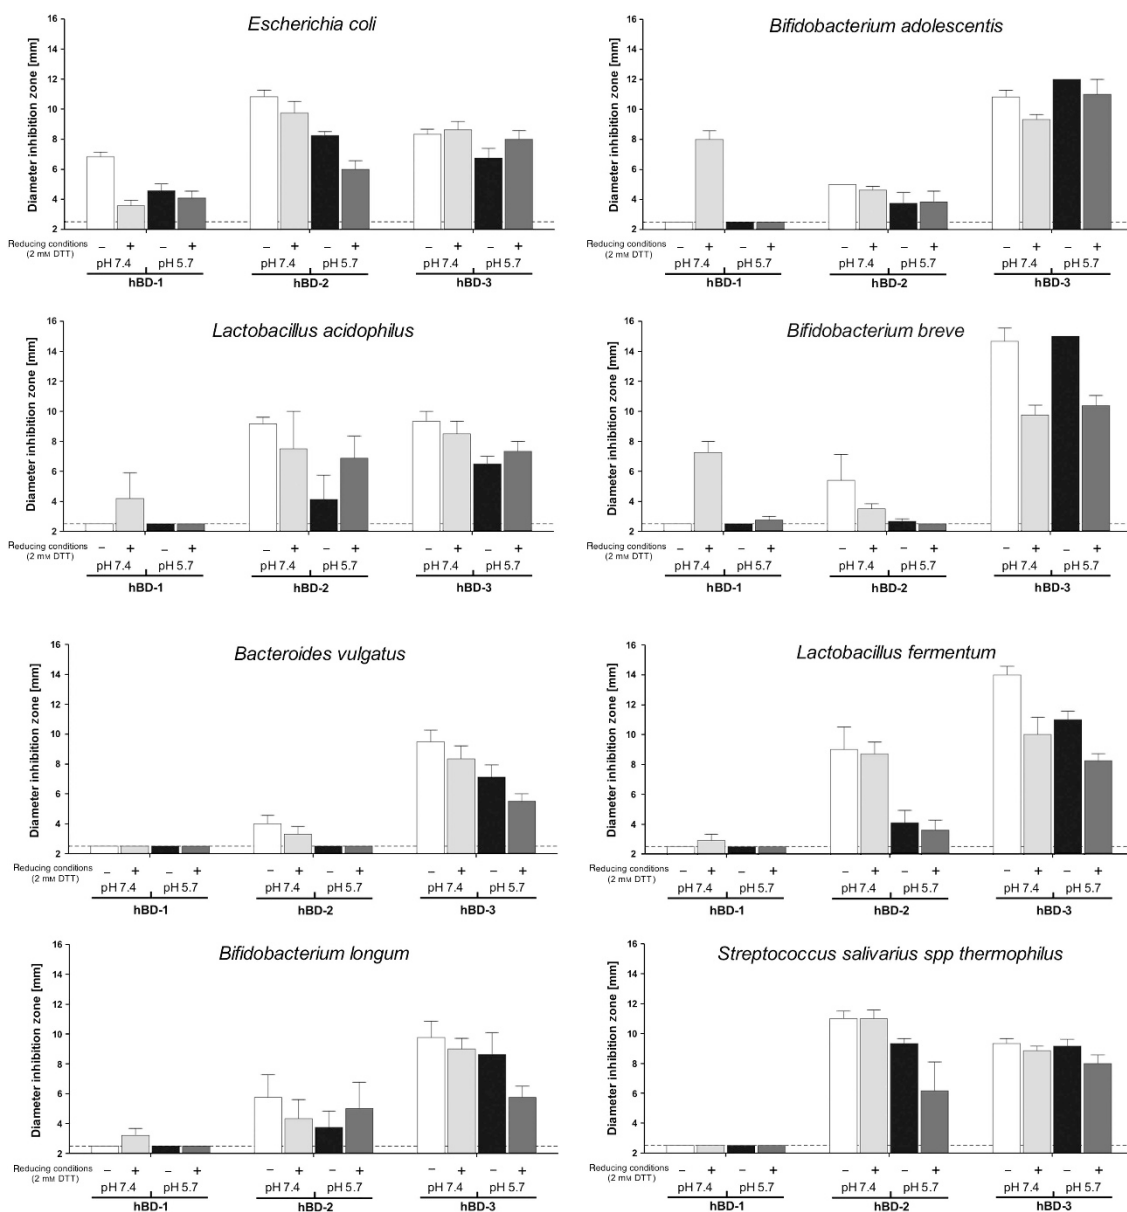 Escherichia coli
Diameter inhibition zone [mm]
16
14
12
10
8
6
4
2
Reducing conditions
(2 mM DTT)
– + – + – + – + – + – +
pH 7.4 pH 5.7 pH 7.4 pH 5.7 pH 7.4 pH 5.7
hBD-1 hBD-2 hBD-3
Bifidobacterium adolescentis
Diameter inhibition zone [mm]
16
14
12
10
8
6
4
2
Reducing conditions
(2 mM DTT)
– + – + – + – + – + – +
pH 7.4 pH 5.7 pH 7.4 pH 5.7 pH 7.4 pH 5.7
hBD-1 hBD-2 hBD-3
Lactobacillus acidophilus
Diameter inhibition zone [mm]
16
14
12
10
8
6
4
2
Reducing conditions
(2 mM DTT)
– + – + – + – + – + – +
pH 7.4 pH 5.7 pH 7.4 pH 5.7 pH 7.4 pH 5.7
hBD-1 hBD-2 hBD-3
Bifidobacterium breve
Diameter inhibition zone [mm]
16
14
12
10
8
6
4
2
Reducing conditions
(2 mM DTT)
– + – + – + – + – + – +
pH 7.4 pH 5.7 pH 7.4 pH 5.7 pH 7.4 pH 5.7
hBD-1 hBD-2 hBD-3
Bacteroides vulgatus
Diameter inhibition zone [mm]
16
14
12
10
8
6
4
2
Reducing conditions
(2 mM DTT)
– + – + – + – + – + – +
pH 7.4 pH 5.7 pH 7.4 pH 5.7 pH 7.4 pH 5.7
hBD-1 hBD-2 hBD-3
Lactobacillus fermentum
Diameter inhibition zone [mm]
16
14
12
10
8
6
4
2
Reducing conditions
(2 mM DTT)
– + – + – + – + – + – +
pH 7.4 pH 5.7 pH 7.4 pH 5.7 pH 7.4 pH 5.7
hBD-1 hBD-2 hBD-3
Bifidobacterium longum
Diameter inhibition zone [mm]
16
14
12
10
8
6
4
2
Reducing conditions
(2 mM DTT)
– + – + – + – + – + – +
pH 7.4 pH 5.7 pH 7.4 pH 5.7 pH 7.4 pH 5.7
hBD-1 hBD-2 hBD-3
Streptococcus salivarius spp thermophilus
Diameter inhibition zone [mm]
16
14
12
10
8
6
4
2
Reducing conditions
(2 mM DTT)
– + – + – + – + – + – +
pH 7.4 pH 5.7 pH 7.4 pH 5.7 pH 7.4 pH 5.7
hBD-1 hBD-2 hBD-3